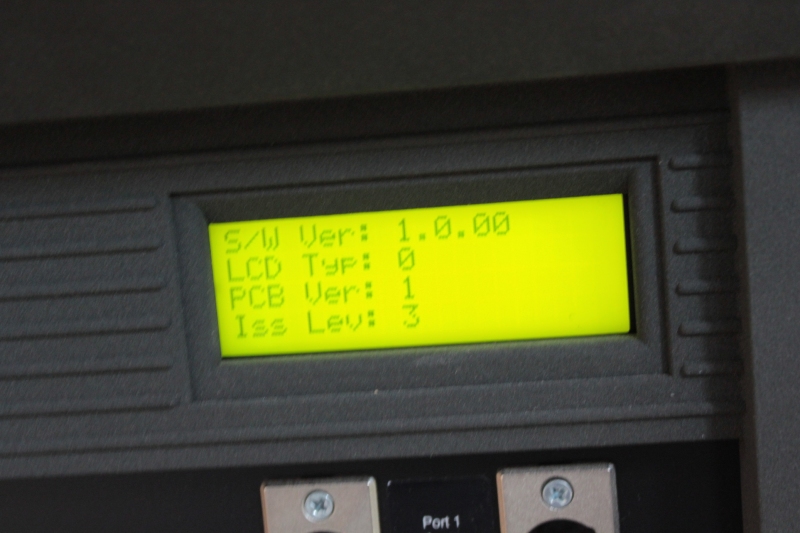 S/W Ver: 1.0.00
LCD Typ: 0
PCB Ver: 1
Iss Lev: 3
Port 1